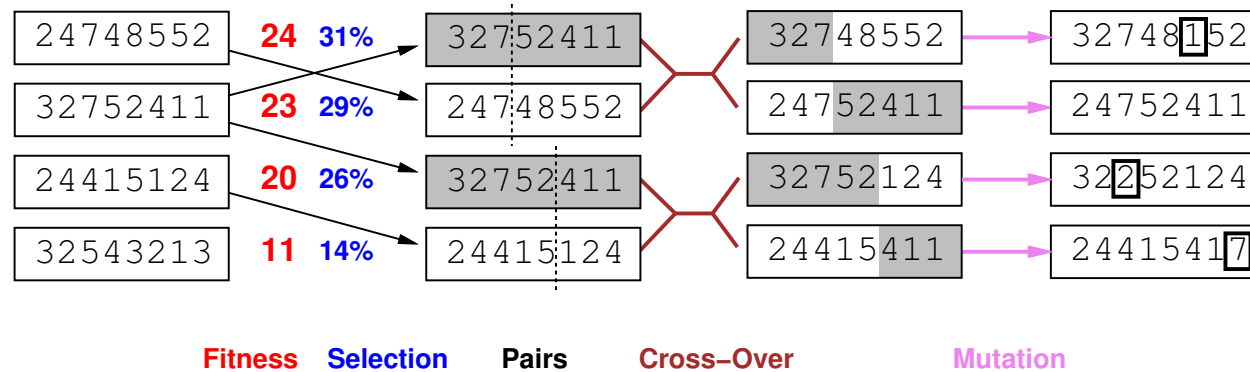 24748552 24 31% 32752411 32748552 32748152
32752411 23 29% 24748552 24752411 24752411
24415124 20 26% 32752411 32752124 32252124
32543213 11 14% 24415124 24415411 24415417
Fitness Selection Pairs Cross–Over Mutation